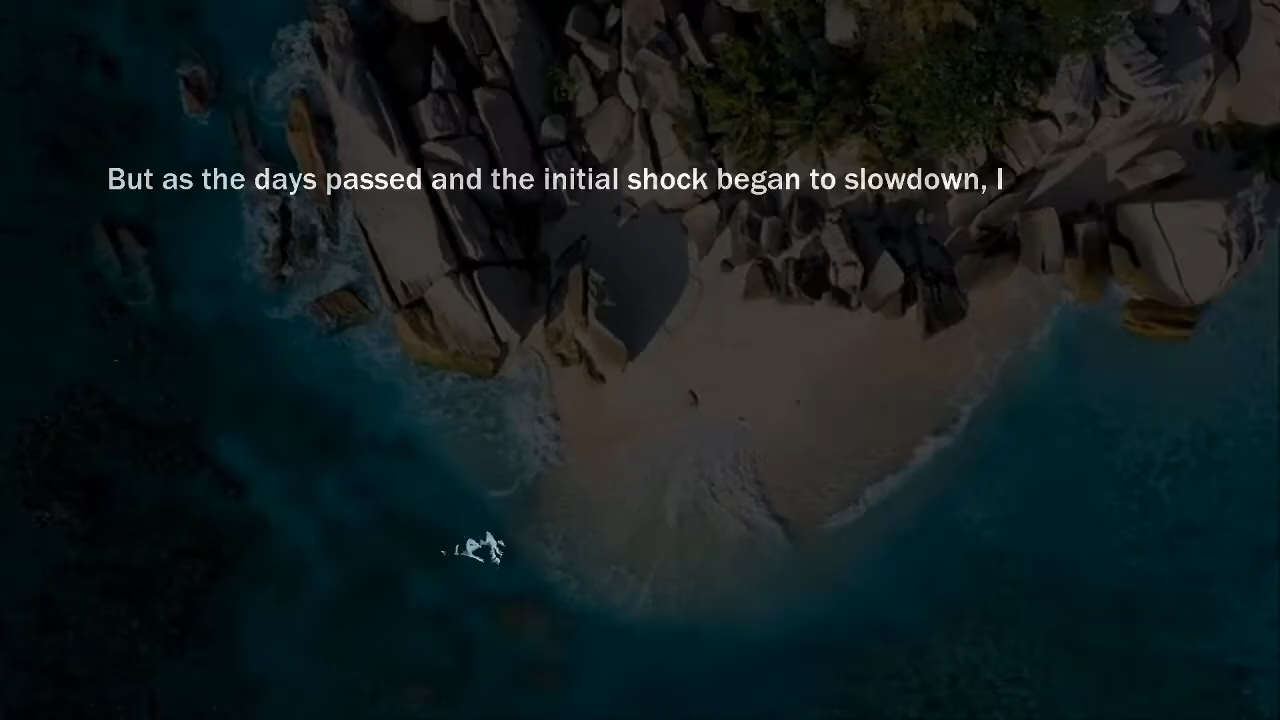 But as the days passed and the initial shock began to slowdown, I